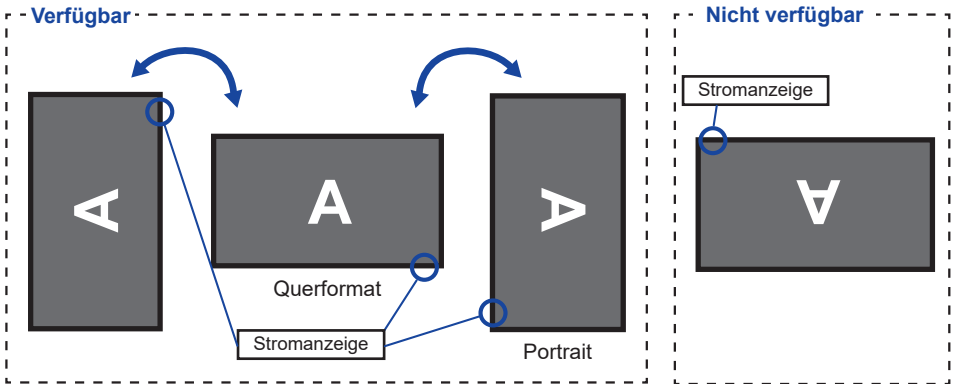 Verfügbar
Nicht verfügbar
Stromanzeige
A
A
A
A
Querformat
Stromanzeige
Portrait